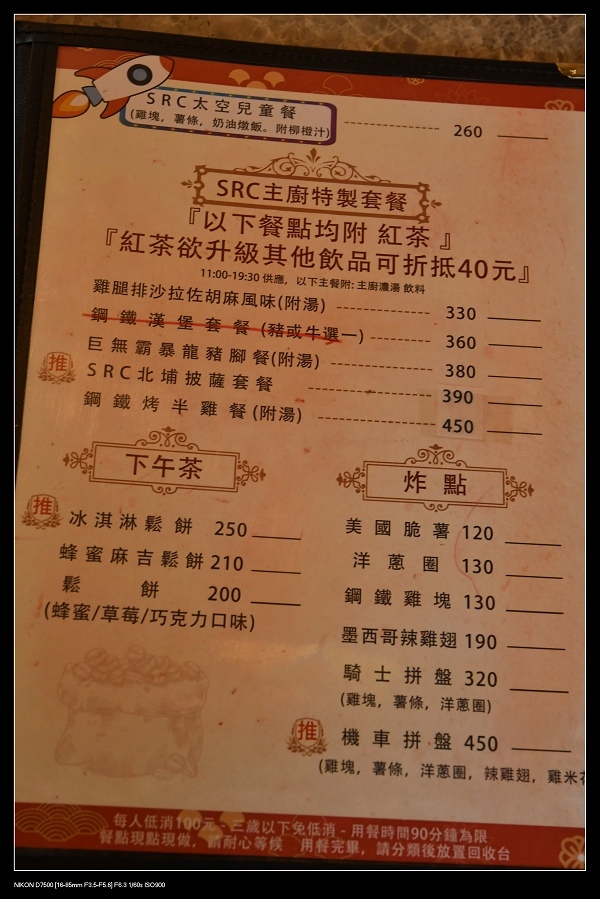 SRC太空兒童餐
(雞塊, 薯條, 奶油燉飯。附柳橙汁)
260
SRC主廚特製套餐
『以下餐點均附 紅茶』
『紅茶欲升級其他飲品可折抵40元』
11:00-19:30 供應, 以下主餐附: 主廚濃湯 飲料
雞腿排沙拉佐胡麻風味(附湯) 330
鋼鐵漢堡套餐 (豬或牛選一) 360
巨無霸暴龍豬腳餐(附湯) 380
推 SRC北埔披薩套餐 390
鋼鐵烤半雞餐(附湯) 450
下午茶
推 冰淇淋鬆餅 250
蜂蜜麻吉鬆餅 210
鬆餅 200
(蜂蜜/草莓/巧克力口味)
炸點
美國脆薯 120
洋蔥圈 130
鋼鐵雞塊 130
墨西哥辣雞翅 190
騎士拼盤 320
(雞塊, 薯條, 洋蔥圈)
推 機車拼盤 450
(雞塊, 薯條, 洋蔥圈, 辣雞翅, 雞米
每人低消100元 - 三歲以下免低消 - 用餐時間90分鐘為限
餐點現點現做, 請耐心等候 用餐完畢, 請分類後放置回收台
NIKON D7500 [16-85mm F3.5-F5.6] F6.3 1/60s ISO900